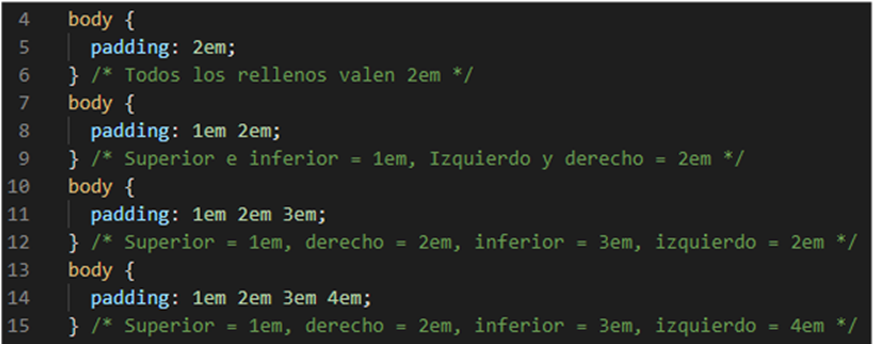 4 body {
5 padding: 2em;
6 } /* Todos los rellenos valen 2em */
7 body {
8 padding: 1em 2em;
9 } /* Superior e inferior = 1em, Izquierdo y derecho = 2em */
10 body {
11 padding: 1em 2em 3em;
12 } /* Superior = 1em, derecho = 2em, inferior = 3em, izquierdo = 2em */
13 body {
14 padding: 1em 2em 3em 4em;
15 } /* Superior = 1em, derecho = 2em, inferior = 3em, izquierdo = 4em */